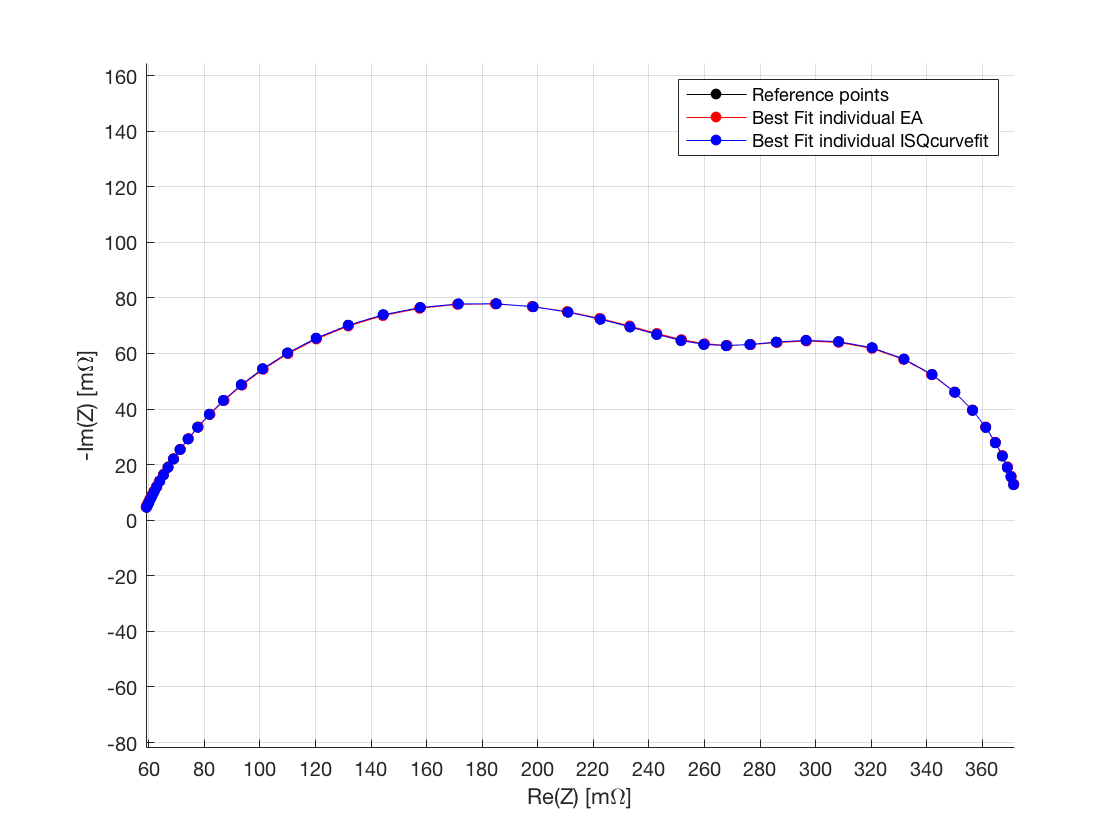 160
140
120
100
80
60
40
20
0
-20
-40
-60
-80
-Im(Z) [mΩ]
Reference points
Best Fit individual EA
Best Fit individual lSQcurvefit
60 80 100 120 140 160 180 200 220 240 260 280 300 320 340 360
Re(Z) [mΩ]